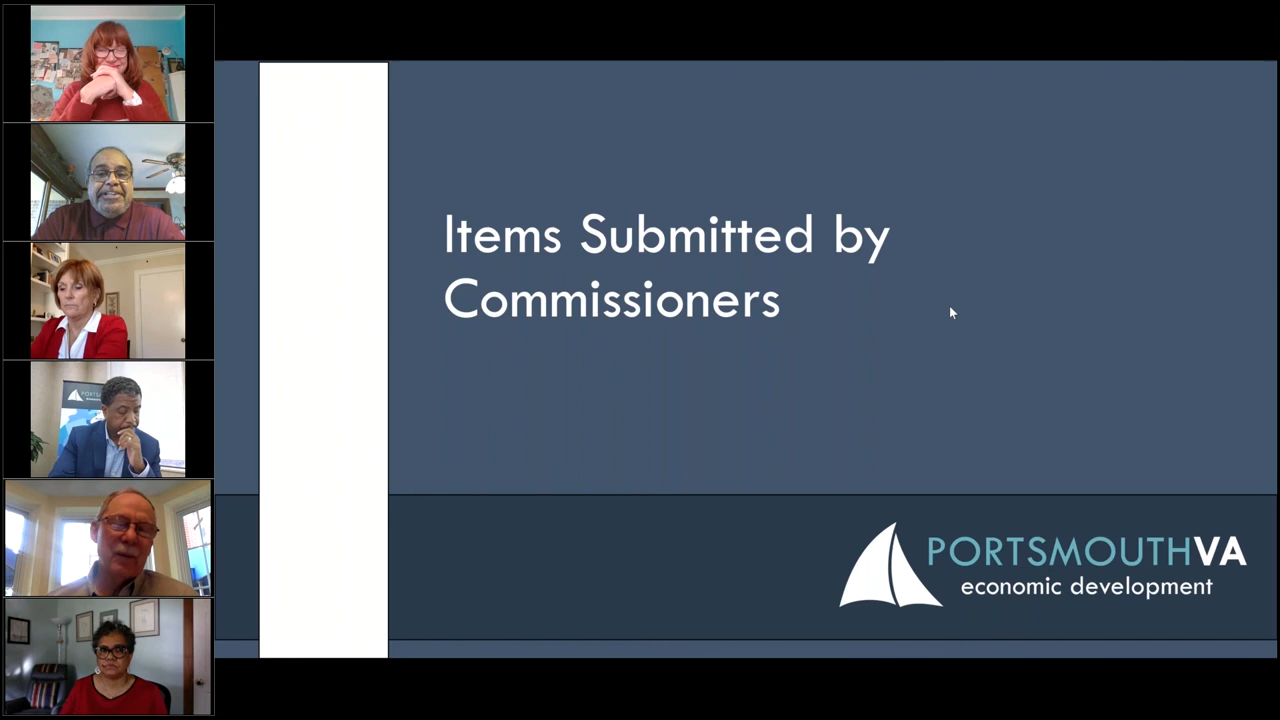 Items Submitted by
Commissioners
PORTSMOUTHVA
economic development